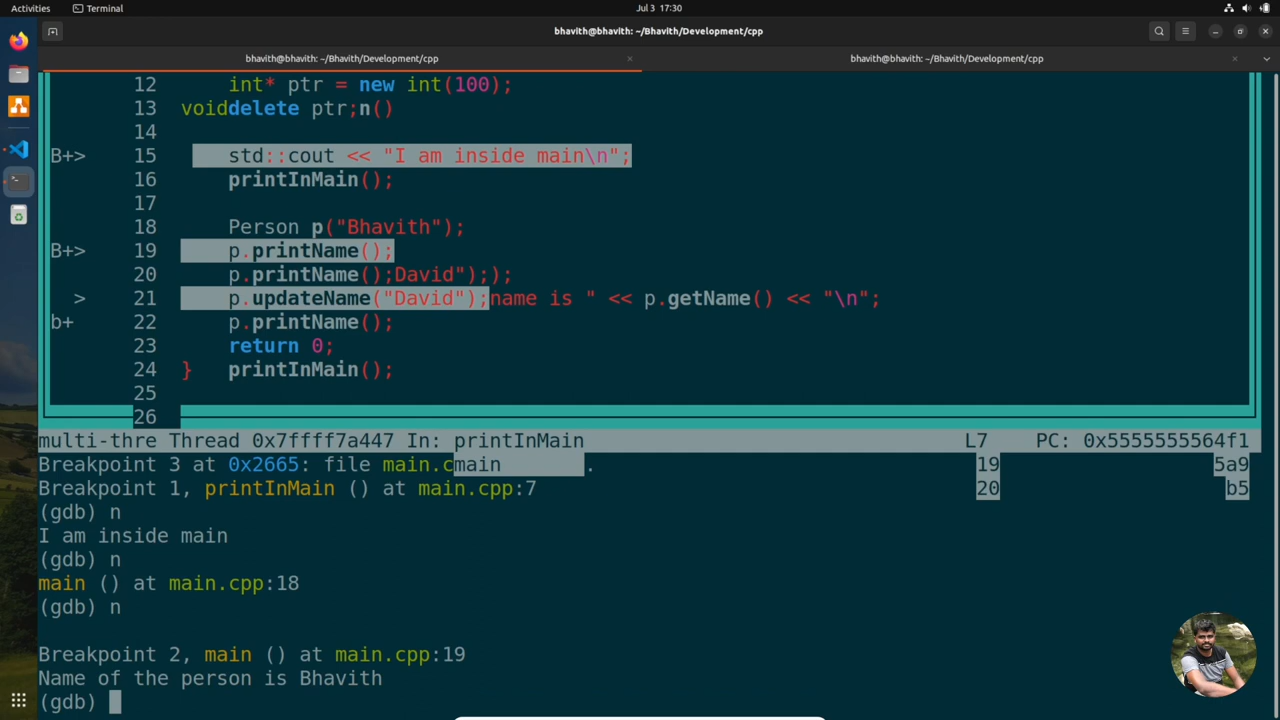 Activities Terminal Jul 3 17:30
bhavith@bhavith: ~/Bhavith/Development/cpp
bhavith@bhavith: ~/Bhavith/Development/cpp × bhavith@bhavith: ~/Bhavith/Development/cpp ×
12 int* ptr = new int(100);
13 voiddelete ptr;n()
14
B+> 15 std::cout << "I am inside main\n";
16 printInMain();
17
18 Person p("Bhavith");
B+> 19 p.printName();
20 p.printName();David"););
> 21 p.updateName("David");name is " << p.getName() << "\n";
b+ 22 p.printName();
23 return 0;
24 } printInMain();
25
26
multi-thre Thread 0x7ffff7a447 In: printInMain L7 PC: 0x5555555564f1
Breakpoint 3 at 0x2665: file main.cmain . 19 5a9
Breakpoint 1, printInMain () at main.cpp:7 20 b5
(gdb) n
I am inside main
(gdb) n
main () at main.cpp:18
(gdb) n
Breakpoint 2, main () at main.cpp:19
Name of the person is Bhavith
(gdb)